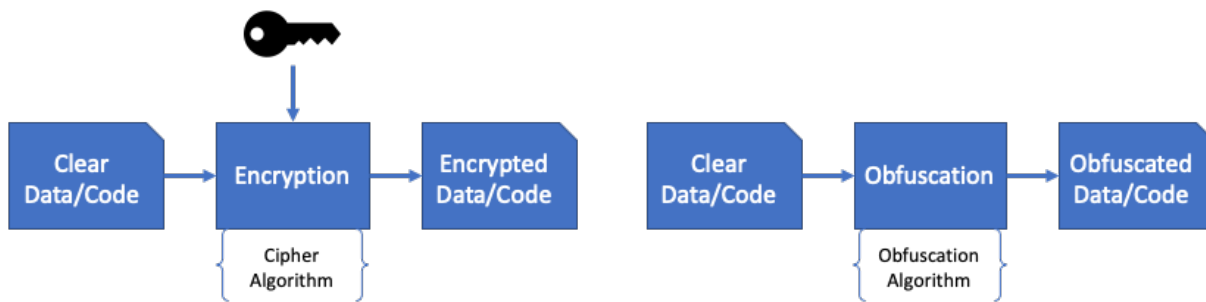 Clear
Data/Code
Encryption
Encrypted
Data/Code
Cipher
Algorithm
Clear
Data/Code
Obfuscation
Obfuscated
Data/Code
Obfuscation
Algorithm